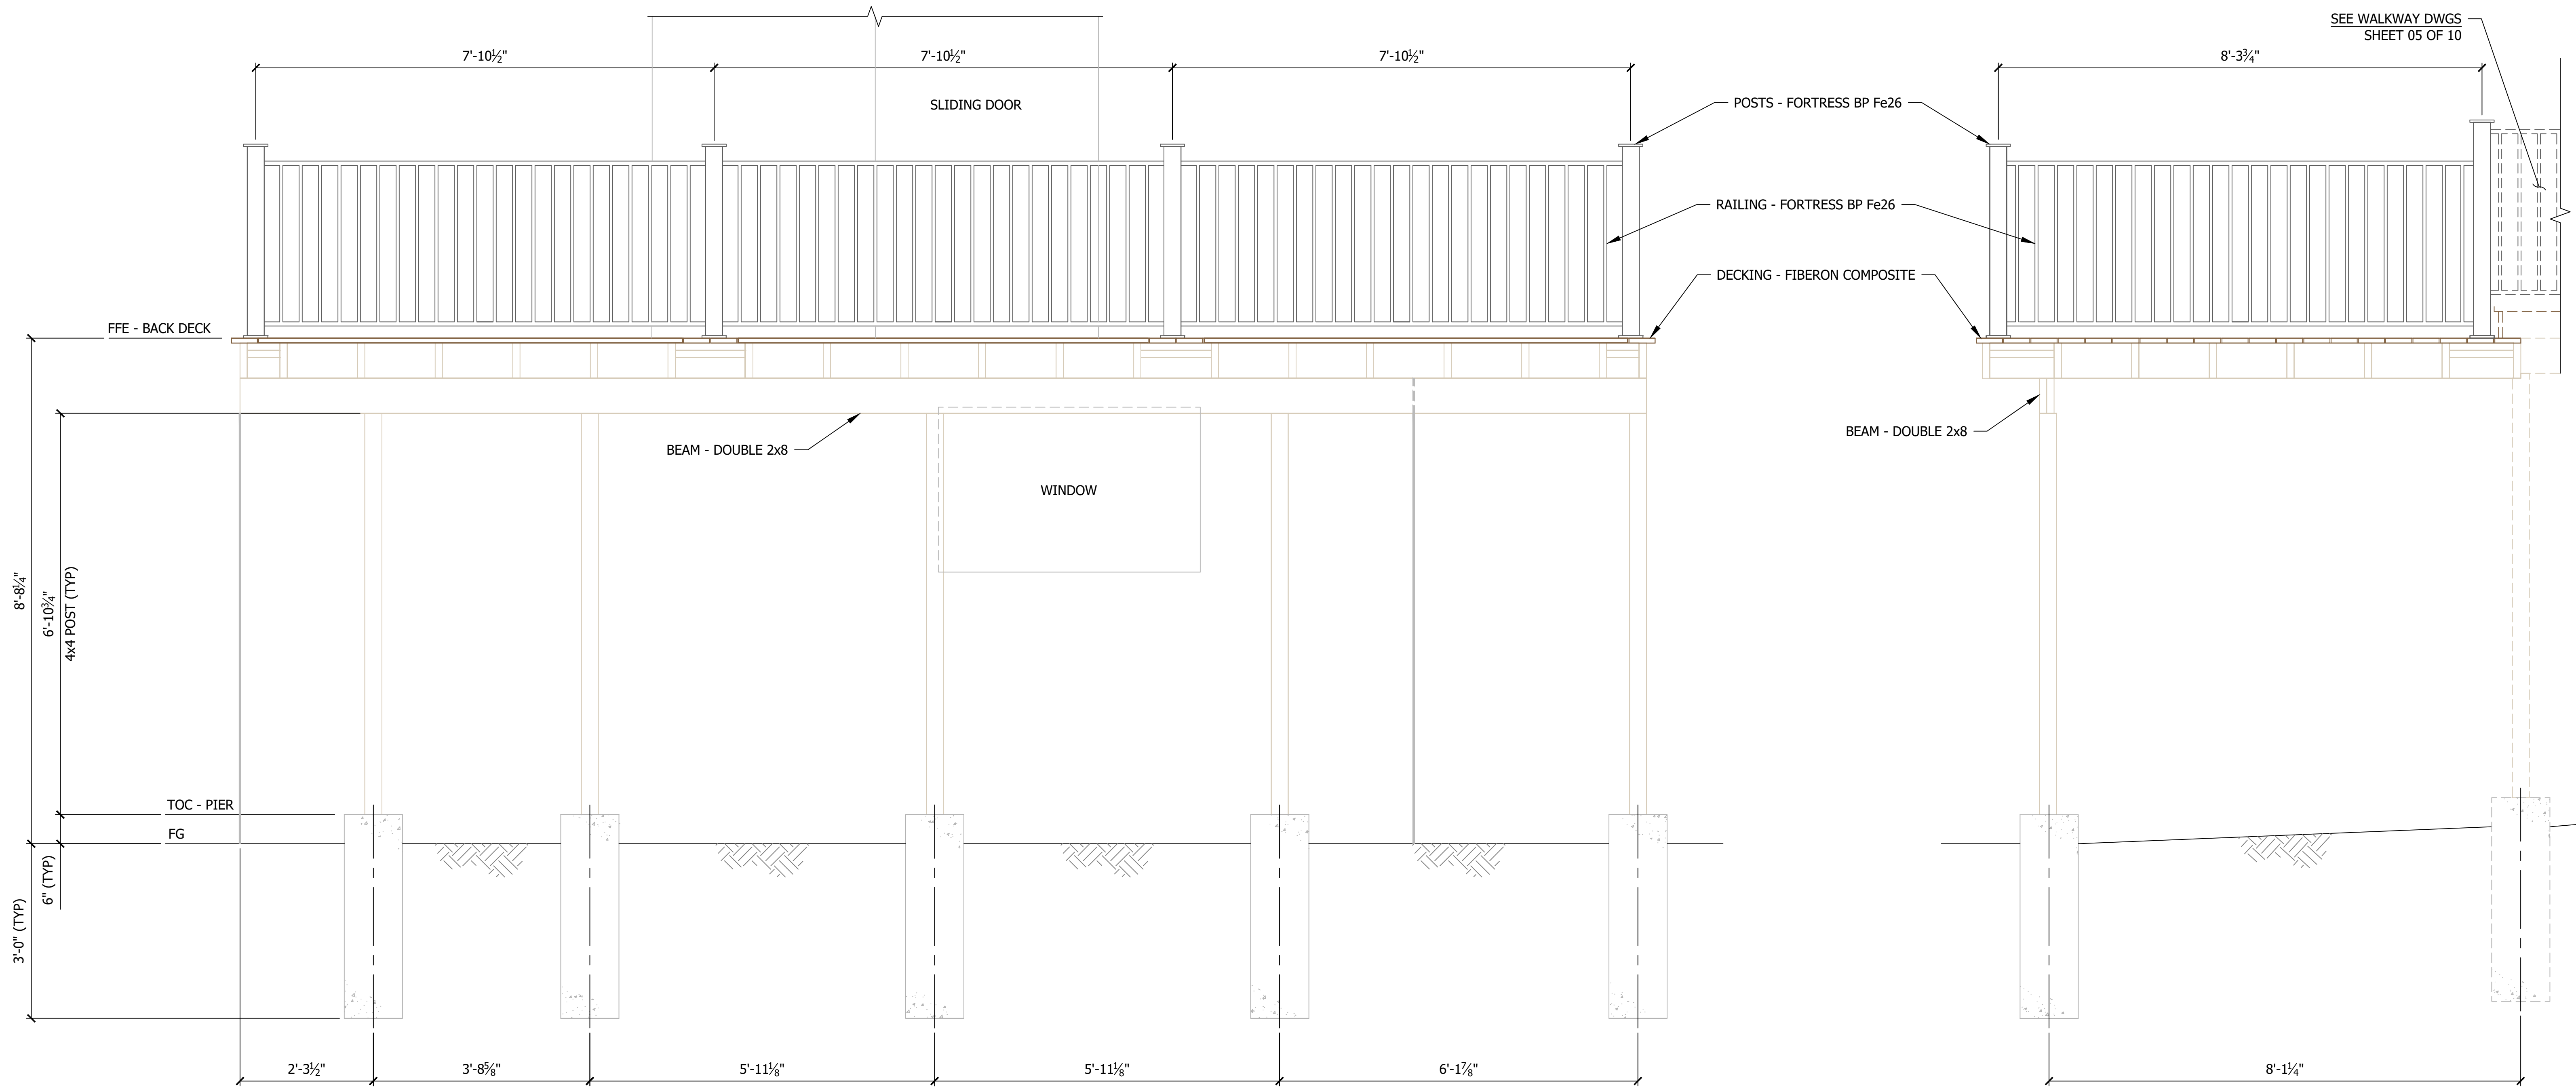 SEE WALKWAY DWGS
SHEET 05 OF 10
7'-10½"
7'-10½"
7'-10½"
8'-3¾"
SLIDING DOOR
POSTS - FORTRESS BP Fe26
RAILING - FORTRESS BP Fe26
DECKING - FIBERON COMPOSITE
FFE - BACK DECK
BEAM - DOUBLE 2x8
BEAM - DOUBLE 2x8
WINDOW
8'-8¼"
6'-10¾"
4x4 POST (TYP)
TOC - PIER
FG
6" (TYP)
3'-0" (TYP)
2'-3½"
3'-8⅝"
5'-11⅛"
5'-11⅛"
6'-1⅞"
8'-1¼"